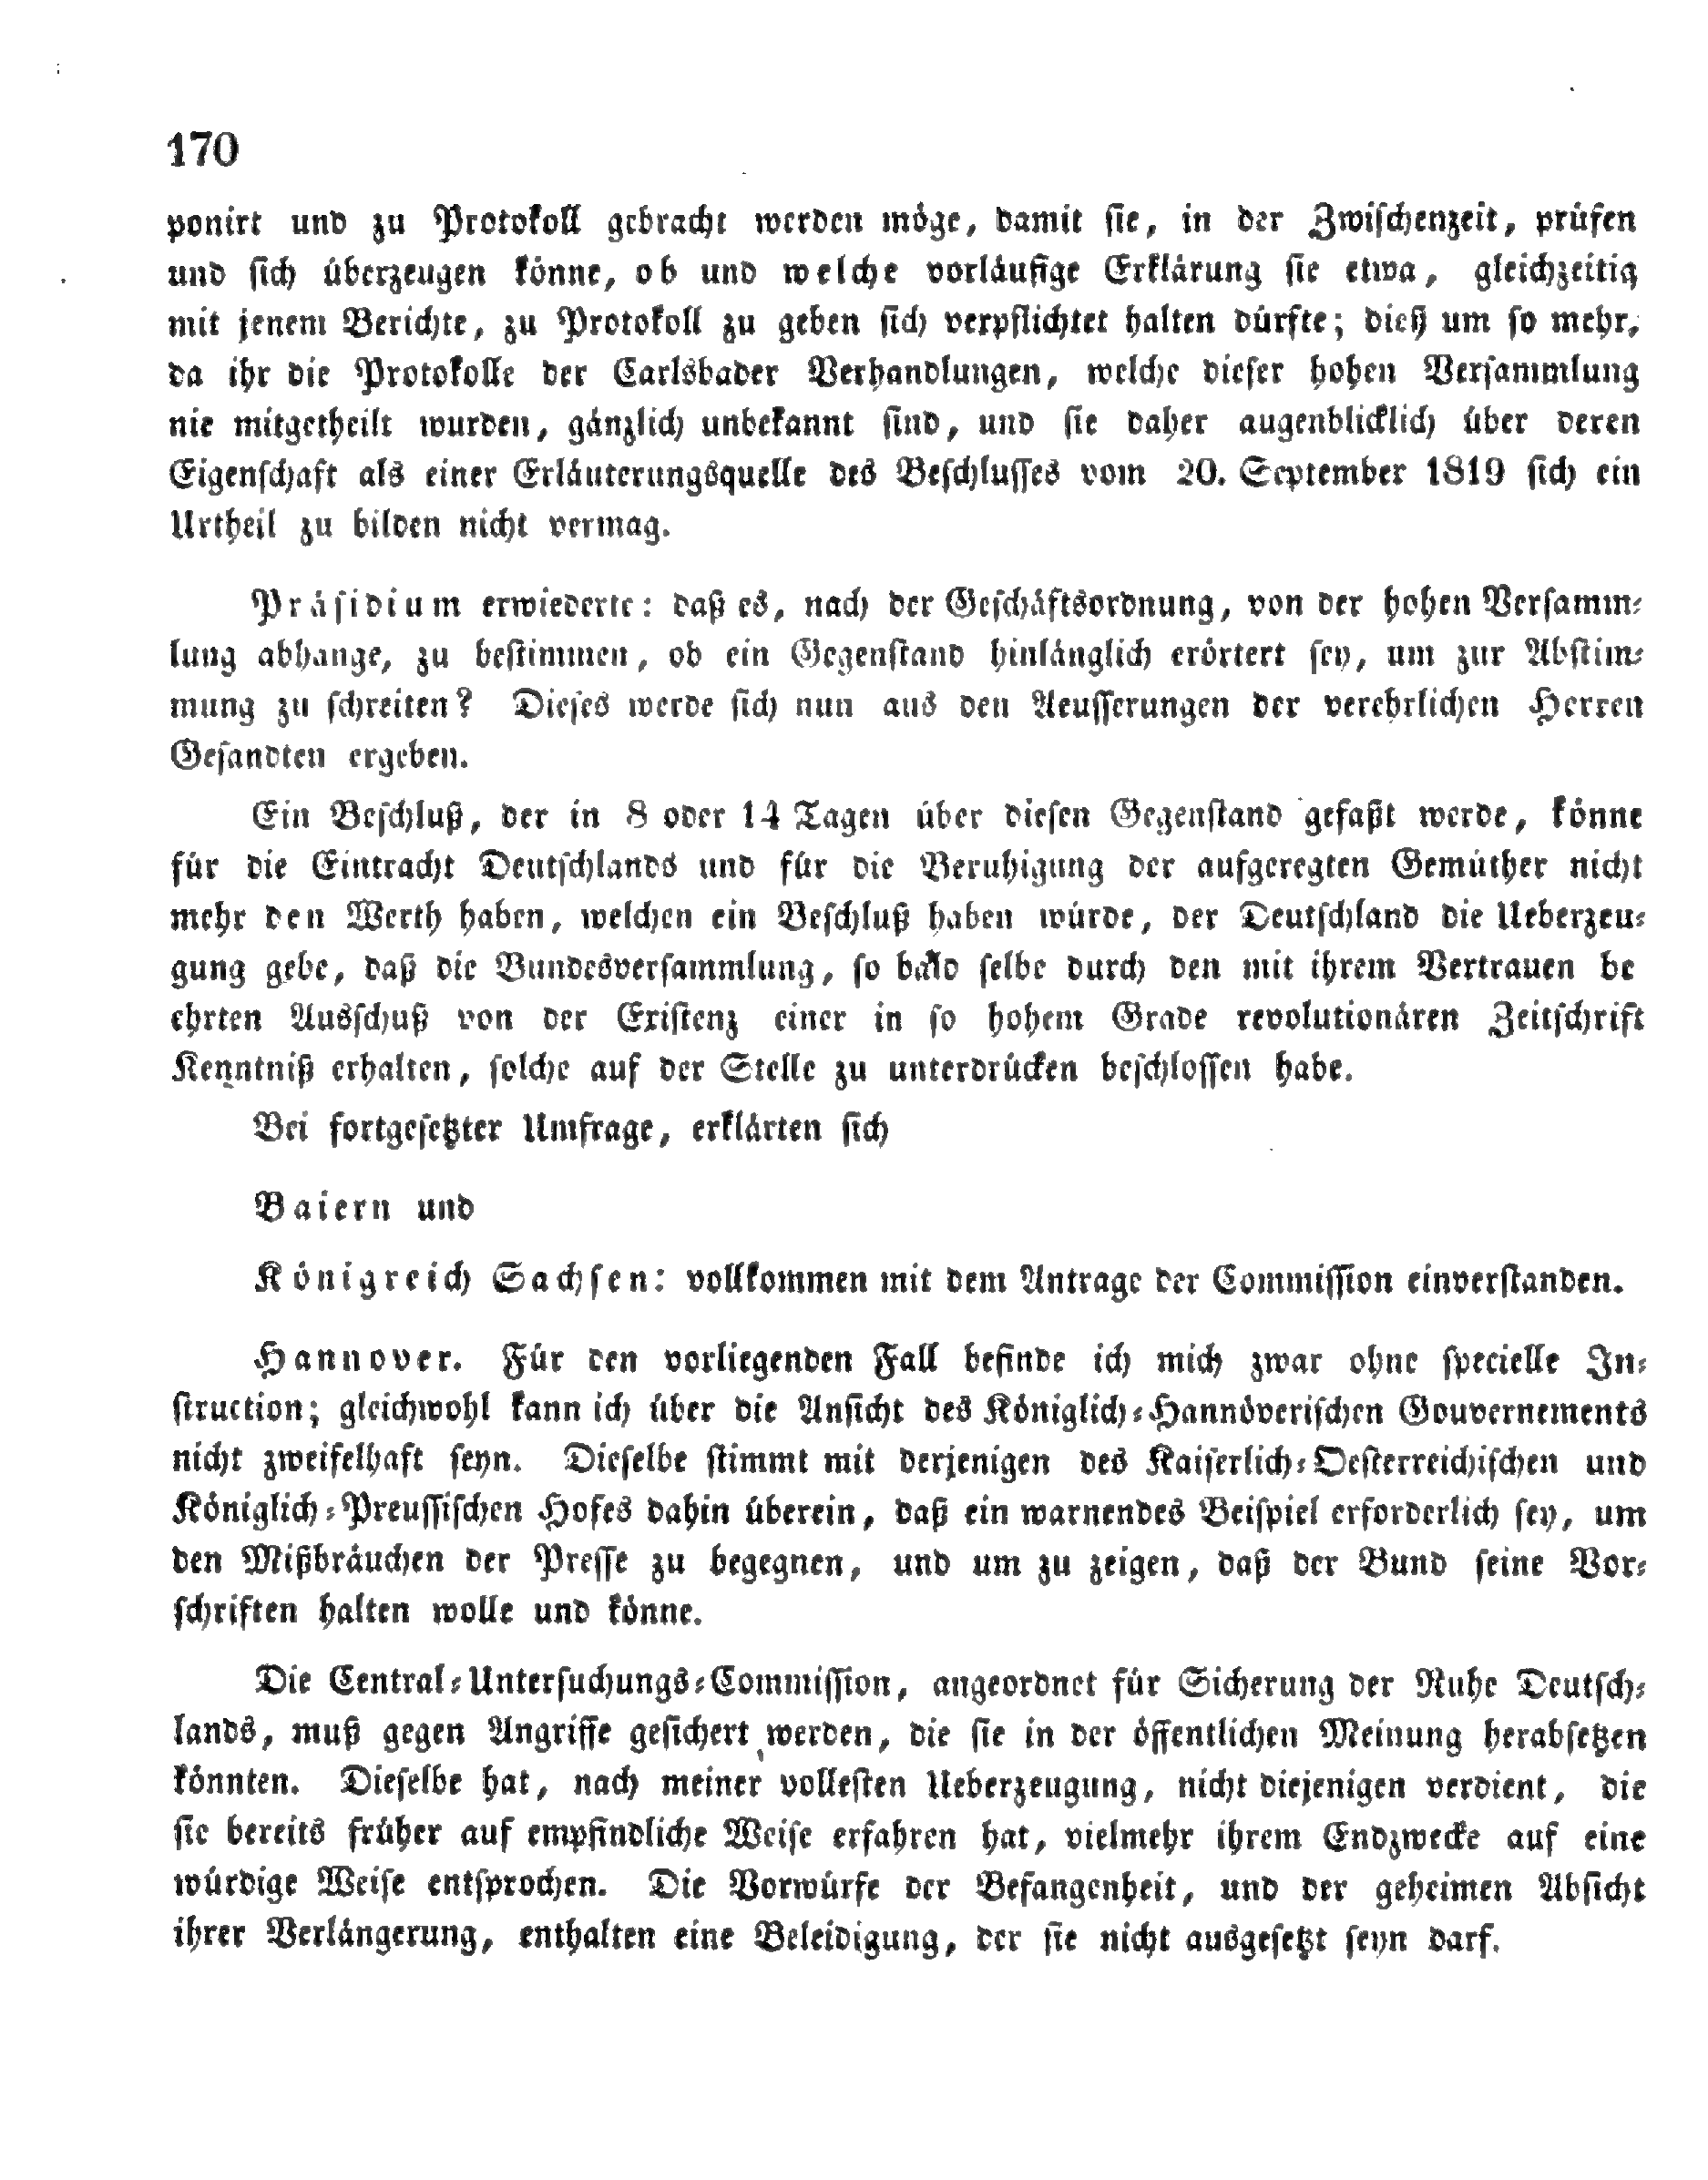 170
ponirt und zu Protokoll gebracht werden möge, damit sie, in der Zwischenzeit, prüfen
und sich überzeugen könne, ob und welche vorläufige Erklärung sie etwa, gleichzeitig
mit jenem Berichte, zu Protokoll zu geben sich verpflichtet halten dürfte; dieß um so mehr,
da ihr die Protokolle der Carlsbader Verhandlungen, welche dieser hohen Versammlung
nie mitgetheilt wurden, gänzlich unbekannt sind, und sie daher augenblicklich über deren
Eigenschaft als einer Erläuterungsquelle des Beschlusses vom 20. September 1819 sich ein
Urtheil zu bilden nicht vermag.
Präsidium erwiederte: daß es, nach der Geschäftsordnung, von der hohen Versamm-
lung abhange, zu bestimmen, ob ein Gegenstand hinlänglich erörtert sey, um zur Abstim-
mung zu schreiten? Dieses werde sich nun aus den Aeusserungen der verehrlichen Herren
Gesandten ergeben.
Ein Beschluß, der in 8 oder 14 Tagen über diesen Gegenstand gefaßt werde, könne
für die Eintracht Deutschlands und für die Beruhigung der aufgeregten Gemüther nicht
mehr den Werth haben, welchen ein Beschluß haben würde, der Deutschland die Ueberzeu-
gung gebe, daß die Bundesversammlung, so bald selbe durch den mit ihrem Vertrauen be
ehrten Ausschuß von der Existenz einer in so hohem Grade revolutionären Zeitschrift
Kenntniß erhalten, solche auf der Stelle zu unterdrücken beschlossen habe.
Bei fortgesetzter Umfrage, erklärten sich
Baiern und
Königreich Sachsen: vollkommen mit dem Antrage der Commission einverstanden.
Hannover. Für den vorliegenden Fall befinde ich mich zwar ohne specielle In-
struction; gleichwohl kann ich über die Ansicht des Königlich-Hannöverischen Gouvernements
nicht zweifelhaft seyn. Dieselbe stimmt mit derjenigen des Kaiserlich-Oesterreichischen und
Königlich-Preussischen Hofes dahin überein, daß ein warnendes Beispiel erforderlich sey, um
den Mißbräuchen der Presse zu begegnen, und um zu zeigen, daß der Bund seine Vor-
schriften halten wolle und könne.
Die Central-Untersuchungs-Commission, angeordnet für Sicherung der Ruhe Deutsch-
lands, muß gegen Angriffe gesichert werden, die sie in der öffentlichen Meinung herabsetzen
könnten. Dieselbe hat, nach meiner vollesten Ueberzeugung, nicht diejenigen verdient, die
sie bereits früher auf empfindliche Weise erfahren hat, vielmehr ihrem Endzwecke auf eine
würdige Weise entsprochen. Die Vorwürfe der Befangenheit, und der geheimen Absicht
ihrer Verlängerung, enthalten eine Beleidigung, der sie nicht ausgesetzt seyn darf.